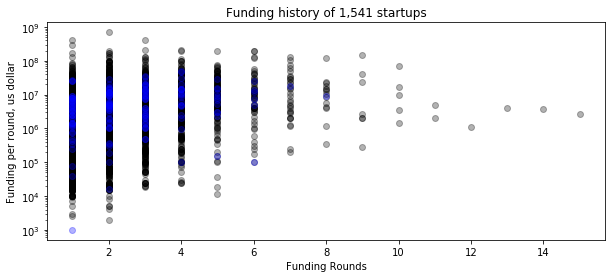 Funding history of 1,541 startups
Funding per round, us dollar
10⁹
10⁸
10⁷
10⁶
10⁵
10⁴
10³
2 4 6 8 10 12 14
Funding Rounds